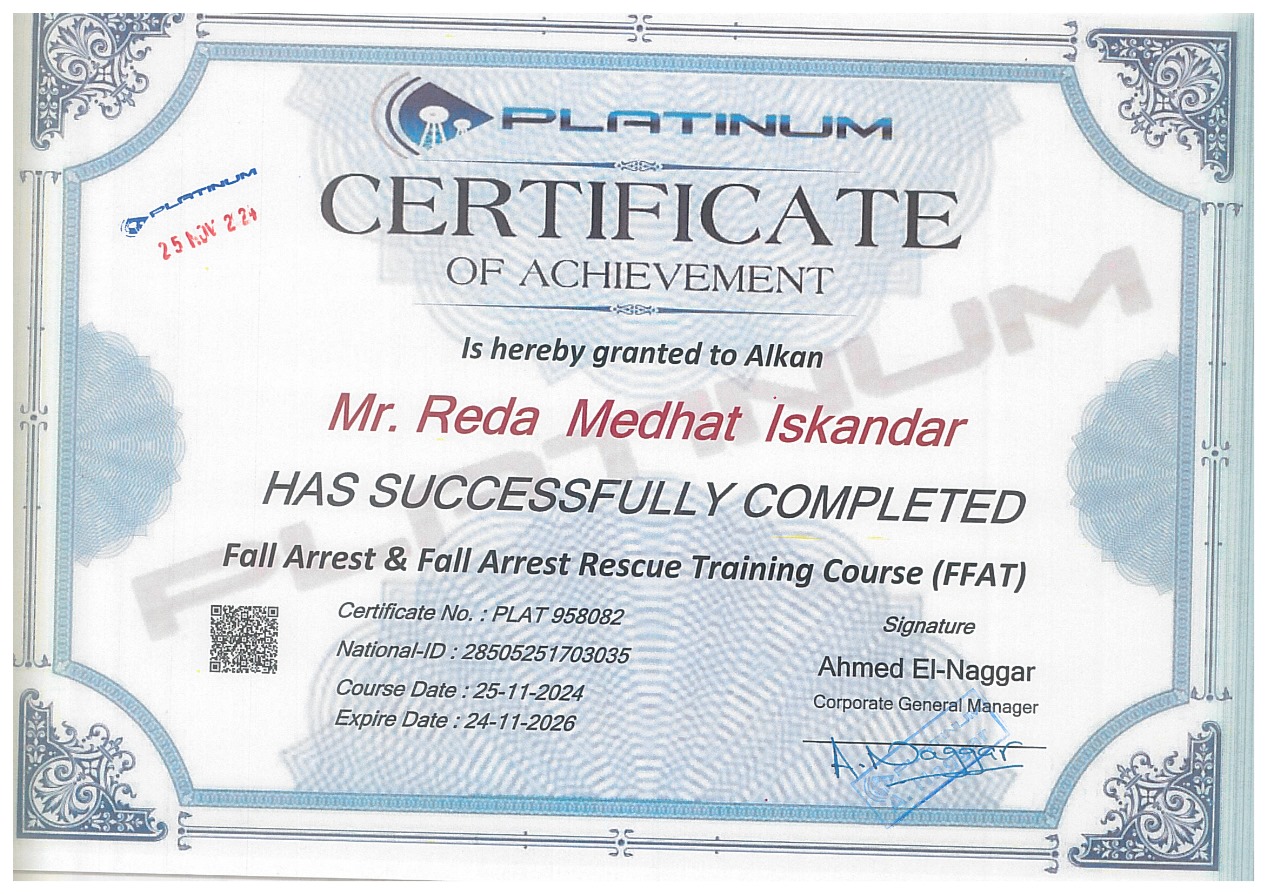 PLATINUM
PLATINUM
25 NOV 224
CERTIFICATE
OF ACHIEVEMENT
Is hereby granted to Alkan
Mr. Reda Medhat Iskandar
HAS SUCCESSFULLY COMPLETED
Fall Arrest & Fall Arrest Rescue Training Course (FFAT)
Certificate No. : PLAT 958082
National-ID : 28505251703035
Course Date : 25-11-2024
Expire Date : 24-11-2026
Signature
Ahmed El-Naggar
Corporate General Manager
A. Naggar
PLATINUM